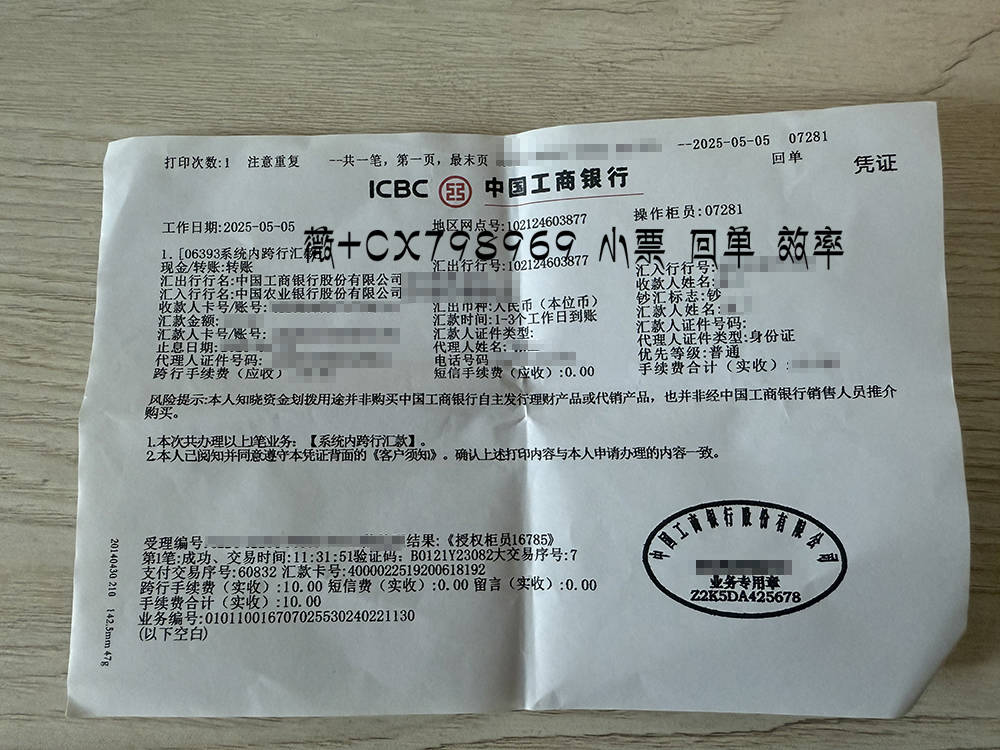 打印次数:1 注意重复 --共一笔，第一页，最末页 --2025-05-05 07281
回单
凭证
ICBC 中国工商银行
工作日期:2025-05-05 地区网点号:102124603877 操作柜员:07281
薇+CX798969 小票 回单 效率
1. [06393系统内跨行汇款]
现金/转账:转账 汇出行行号:102124603877 汇入行行号:
汇出行行名:中国工商银行股份有限公司 收款人姓名:
汇入行行名:中国农业银行股份有限公司 钞汇标志:钞
收款人卡号/账号: 汇出币种:人民币（本位币） 汇款人姓名:
汇款金额: 汇款时间:1-3个工作日到账 汇款人证件号码:
汇款人卡号/账号: 汇款人证件类型: 代理人证件类型:身份证
止息日期: 代理人姓名: 优先等级:普通
代理人证件号码: 电话号码 手续费合计（实收）:
跨行手续费（应收） 短信手续费（应收）:0.00
风险提示:本人知晓资金划拨用途并非购买中国工商银行自主发行理财产品或代销产品，也并非经中国工商银行销售人员推介
购买。
1.本次共办理以上1笔业务: 【系统内跨行汇款】。
2.本人已阅知并同意遵守本凭证背面的《客户须知》。确认上述打印内容与本人申请办理的内容一致。
受理编号 结果:《授权柜员16785》
第1笔:成功、交易时间:11:31:51验证码: B0121Y23082大交易序号:7
支付交易序号:60832 汇款卡号:4000022519200618192
跨行手续费（实收）:10.00 短信费（实收）:0.00 留言（实收）:0.00
手续费合计（实收）:10.00
业务编号:010110016707025530240221130
(以下空白)
中国工商银行股份有限公司
业务专用章
Z2K5DA425678
20140430 210 142.5mm 47g